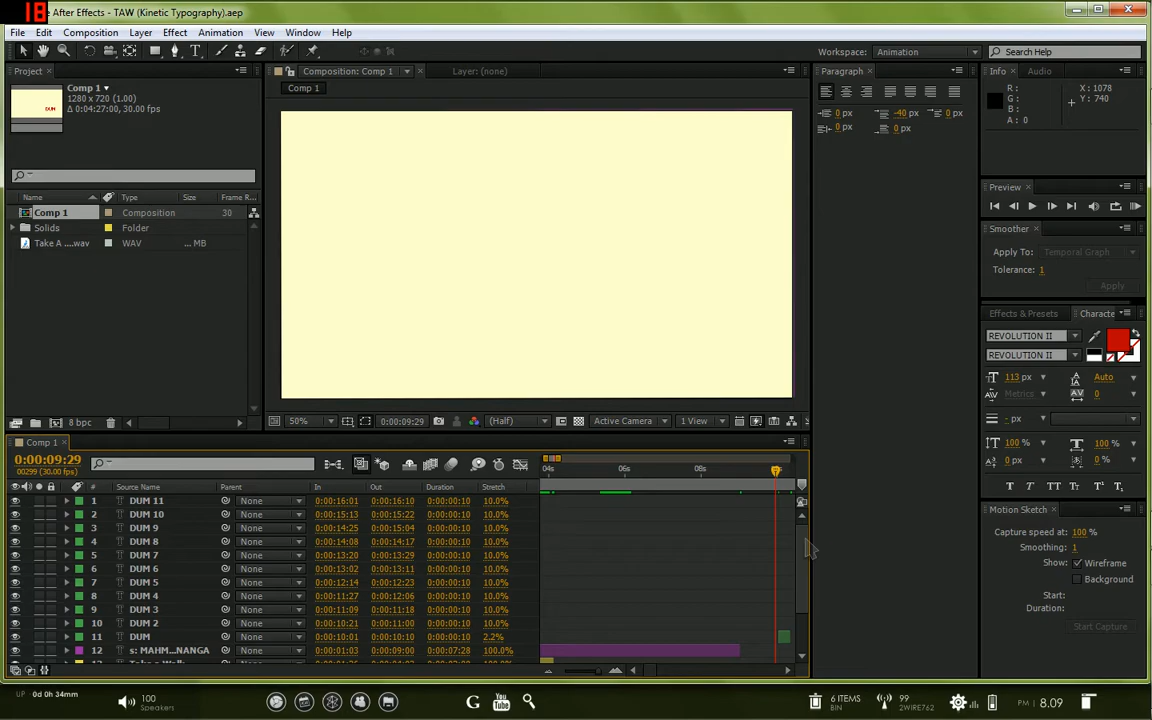 18
After Effects - TAW (Kinetic Typography).aep
File Edit Composition Layer Effect Animation View Window Help
Workspace: Animation Search Help
Project Composition: Comp 1 Layer: (none) Paragraph Info Audio
Comp 1
1280 x 720 (1.00)
Δ 0:04:27:00, 30.00 fps
DUM
Comp 1
R :
G :
B :
A : 0
X : 1078
Y : 740
0 px -40 px 0 px
0 px 0 px
Name Type Size Frame R...
Comp 1 Composition 30
Solids Folder
Take A ....wav WAV ... MB
Preview
Smoother
Apply To: Temporal Graph
Tolerance: 1
Apply
Effects & Presets Characte
REVOLUTION II
REVOLUTION II
113 px Auto
Metrics 0
- px
100 % 100 %
0 px 0 %
T T TT Tt T¹ T₁
Motion Sketch
Capture speed at: 100 %
Smoothing: 1
Show: Wireframe
Background
Start:
Duration:
Start Capture
8 bpc 50% 0:00:09:29 (Half) Active Camera 1 View
Comp 1
0:00:09:29
00299 (30.00 fps)
04s 06s 08s
# Source Name Parent In Out Duration Stretch
1 T DUM 11 None 0:00:16:01 0:00:16:10 0:00:00:10 10.0%
2 T DUM 10 None 0:00:15:13 0:00:15:22 0:00:00:10 10.0%
3 T DUM 9 None 0:00:14:25 0:00:15:04 0:00:00:10 10.0%
4 T DUM 8 None 0:00:14:08 0:00:14:17 0:00:00:10 10.0%
5 T DUM 7 None 0:00:13:20 0:00:13:29 0:00:00:10 10.0%
6 T DUM 6 None 0:00:13:02 0:00:13:11 0:00:00:10 10.0%
7 T DUM 5 None 0:00:12:14 0:00:12:23 0:00:00:10 10.0%
8 T DUM 4 None 0:00:11:27 0:00:12:06 0:00:00:10 10.0%
9 T DUM 3 None 0:00:11:09 0:00:11:18 0:00:00:10 10.0%
10 T DUM 2 None 0:00:10:21 0:00:11:00 0:00:00:10 10.0%
11 T DUM None 0:00:10:01 0:00:10:10 0:00:00:10 2.2%
12 s: MAHM...NANGA None 0:00:01:03 0:00:09:00 0:00:07:28 100.0%
UP 0d 0h 34mm
100
Speakers
G You Tube
6 ITEMS
BIN
99
2WIRE762
PM 8.09